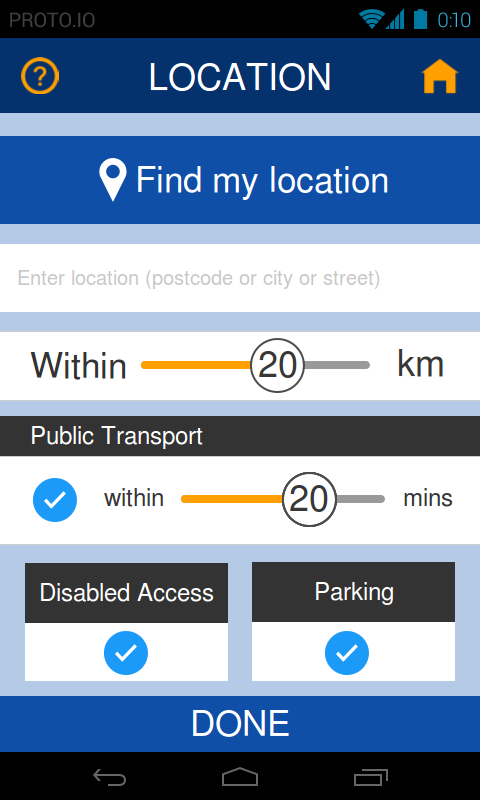 PROTO.IO 0:10
? LOCATION
Find my location
Enter location (postcode or city or street)
Within 20 km
Public Transport
within 20 mins
Disabled Access Parking
DONE